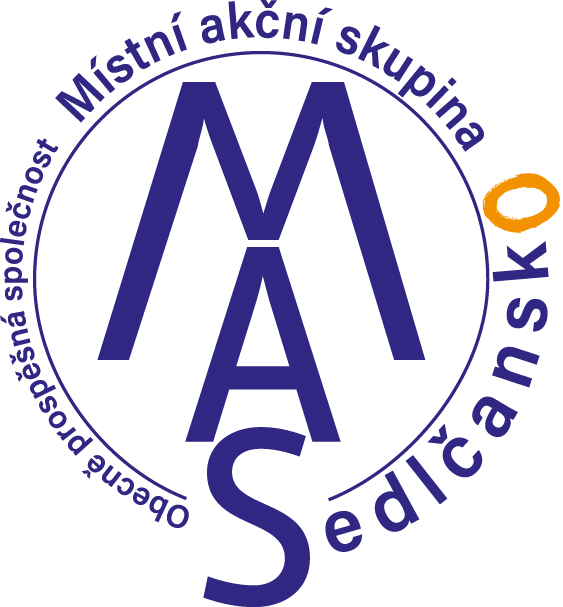 Místní akční skupina
Obecně prospěšná společnost
MAS
Sedlčansko